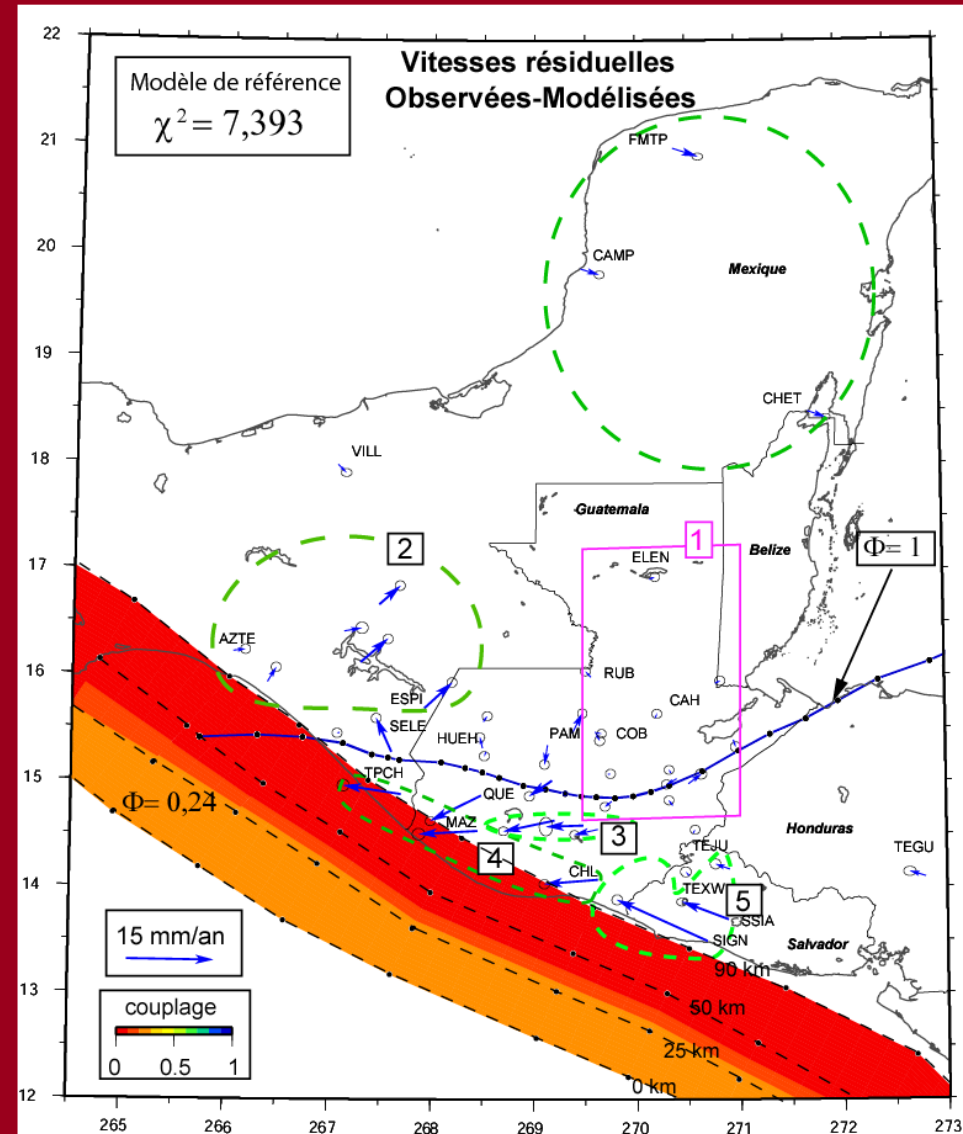 Vitesses résiduelles
Observées-Modélisées
Modèle de référence
χ² = 7,393
22
21
20
19
18
17
16
15
14
13
12
FMTP
CAMP
Mexique
CHET
VILL
Guatemala
1
Belize
Φ= 1
2
ELEN
AZTE
RUB
ESPI
CAH
SELE
HUEH
PAM
COB
TPCH
QUE
Φ= 0,24
MAZ
3
Honduras
4
TEJU
TEGU
CHL
TEXW
5
SSIA
SIGN
Salvador
15 mm/an
90 km
50 km
25 km
0 km
couplage
0 0.5 1
265 266 267 268 269 270 271 272 273